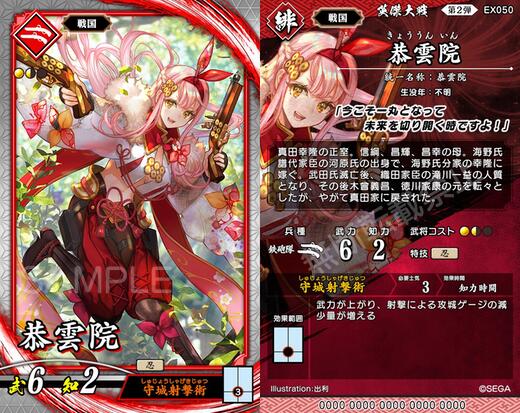 戦国
SAMPLE
恭雲院
忍
武6 知2
しゅじょうしゃげきじゅつ
守城射撃術
3
緋
戦国
英傑大戦 第2弾 EX050
きょううん いん
恭雲院
統一名称:恭雲院
生没年:不明
「今こそ一丸となって
未来を切り開く時ですよ!」
真田幸隆の正室。信綱、昌輝、昌幸の母。海野氏
譜代家臣の河原氏の出身で、海野氏分家の幸隆に
嫁ぐ。武田氏滅亡後、織田家臣の滝川一益の人質
となり、その後木曾義昌、徳川家康の元を転々とし
たが、やがて真田家に戻された。
兵種 武力 知力 武将コスト
鉄砲隊 6 2
特技 忍
しゅじょうしゃげきじゅつ 必要士気 効果時間
守城射撃術 3 知力時間
効果範囲
武力が上がり、射撃による攻城ゲージの減
少量が増える
Illustration:出利
©SEGA
0000-0000-0000-0000-0000